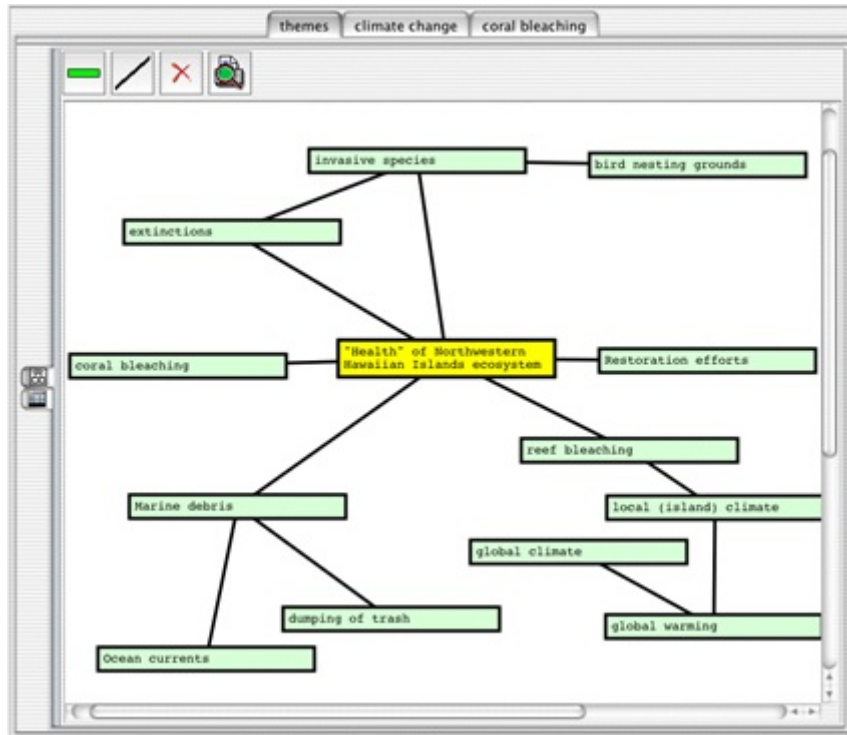 themes
climate change
coral bleaching
invasive species
bird nesting grounds
extinctions
"Health" of Northwestern
Hawaiian Islands ecosystem
coral bleaching
Restoration efforts
reef bleaching
Marine debris
local (island) climate
global climate
dumping of trash
global warming
Ocean currents